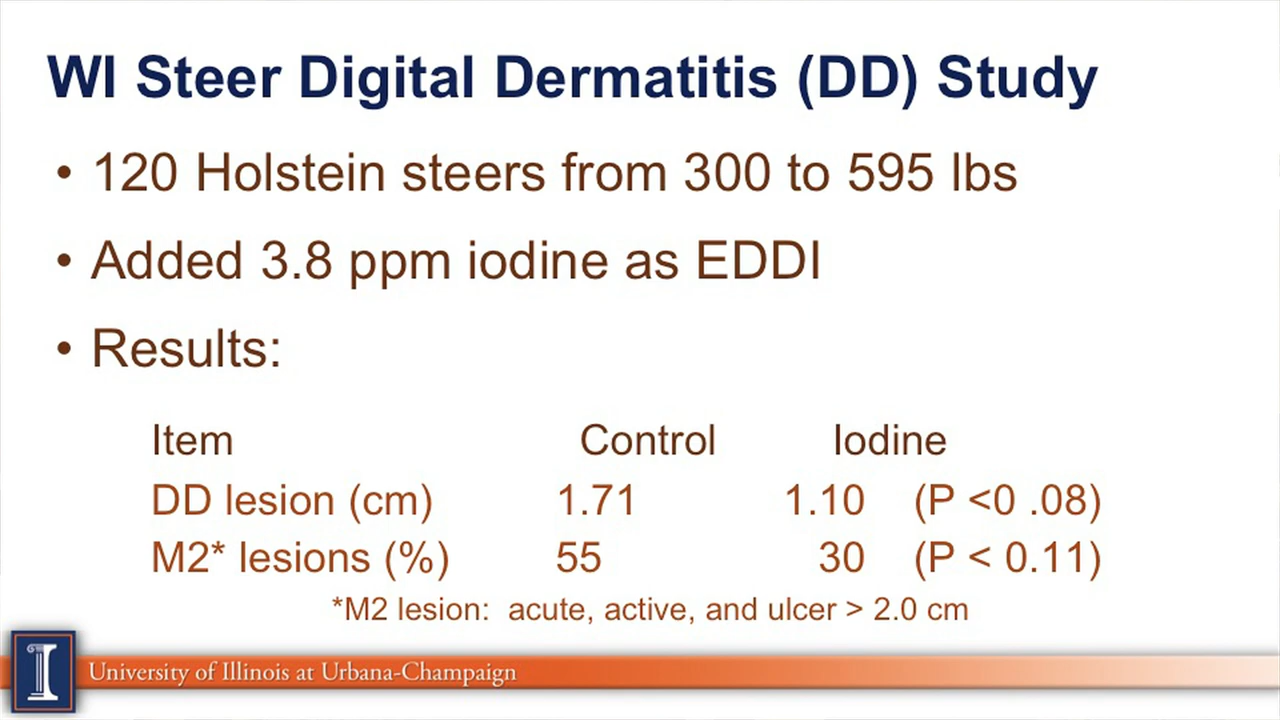 WI Steer Digital Dermatitis (DD) Study
• 120 Holstein steers from 300 to 595 lbs
• Added 3.8 ppm iodine as EDDI
• Results:
Item Control Iodine
DD lesion (cm) 1.71 1.10 (P <0 .08)
M2* lesions (%) 55 30 (P < 0.11)
*M2 lesion: acute, active, and ulcer > 2.0 cm
I
University of Illinois at Urbana-Champaign